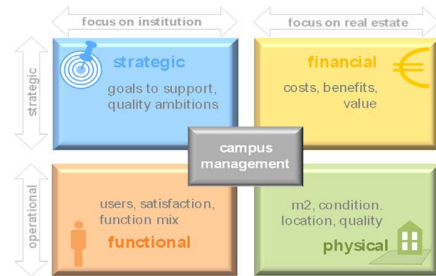 focus on institution
focus on real estate
strategic
strategic
goals to support,
quality ambitions
financial
costs, benefits,
value
campus
management
operational
users, satisfaction,
function mix
functional
m2, condition.
location, quality
physical